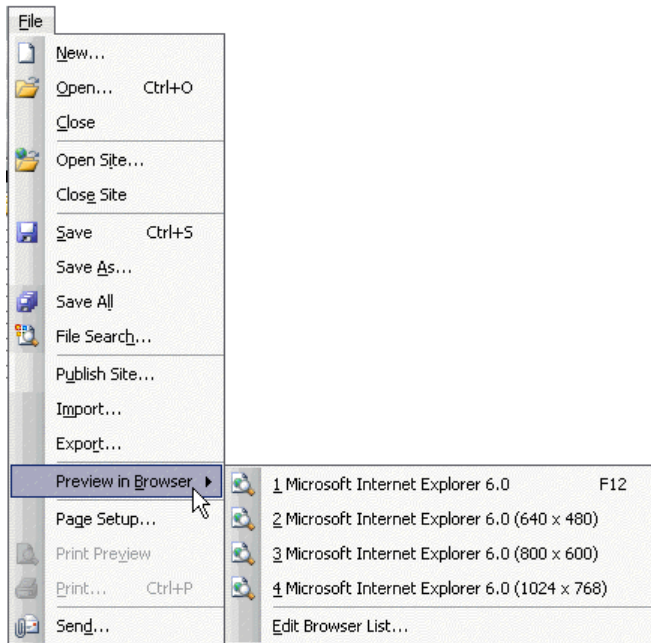 File
New...
Open... Ctrl+O
Close
Open Site...
Close Site
Save Ctrl+S
Save As...
Save All
File Search...
Publish Site...
Import...
Export...
Preview in Browser
1 Microsoft Internet Explorer 6.0 F12
2 Microsoft Internet Explorer 6.0 (640 x 480)
3 Microsoft Internet Explorer 6.0 (800 x 600)
4 Microsoft Internet Explorer 6.0 (1024 x 768)
Edit Browser List...
Page Setup...
Print Preview
Print... Ctrl+P
Send...